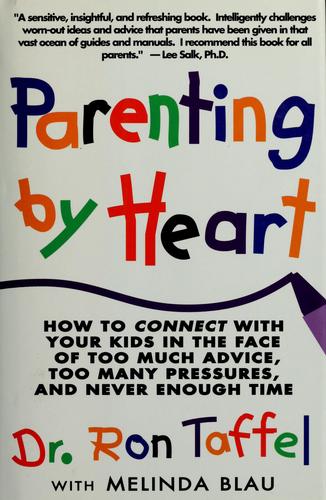 "A sensitive, insightful, and refreshing book. Intelligently challenges
worn-out ideas and advice that parents have been given in that
vast ocean of guides and manuals. I recommend this book for all
parents." — Lee Salk, Ph.D.
Parenting
by Heart
HOW TO CONNECT WITH
YOUR KIDS IN THE FACE
OF TOO MUCH ADVICE,
TOO MANY PRESSURES,
AND NEVER ENOUGH TIME
Dr. Ron Taffel
WITH MELINDA BLAU